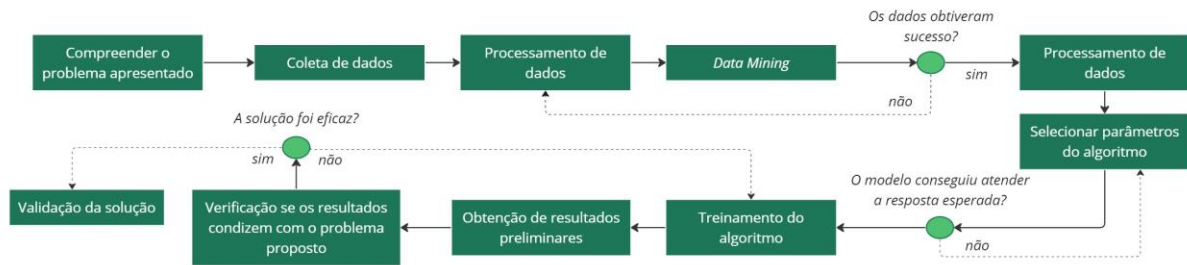 Compreender o
problema apresentado
Coleta de dados
Processamento de
dados
Data Mining
Os dados obtiveram
sucesso?
sim
não
Processamento de
dados
Selecionar parâmetros
do algoritmo
O modelo conseguiu atender
a resposta esperada?
não
Treinamento do
algoritmo
Obtenção de resultados
preliminares
Verificação se os resultados
condizem com o problema
proposto
A solução foi eficaz?
sim
não
Validação da solução